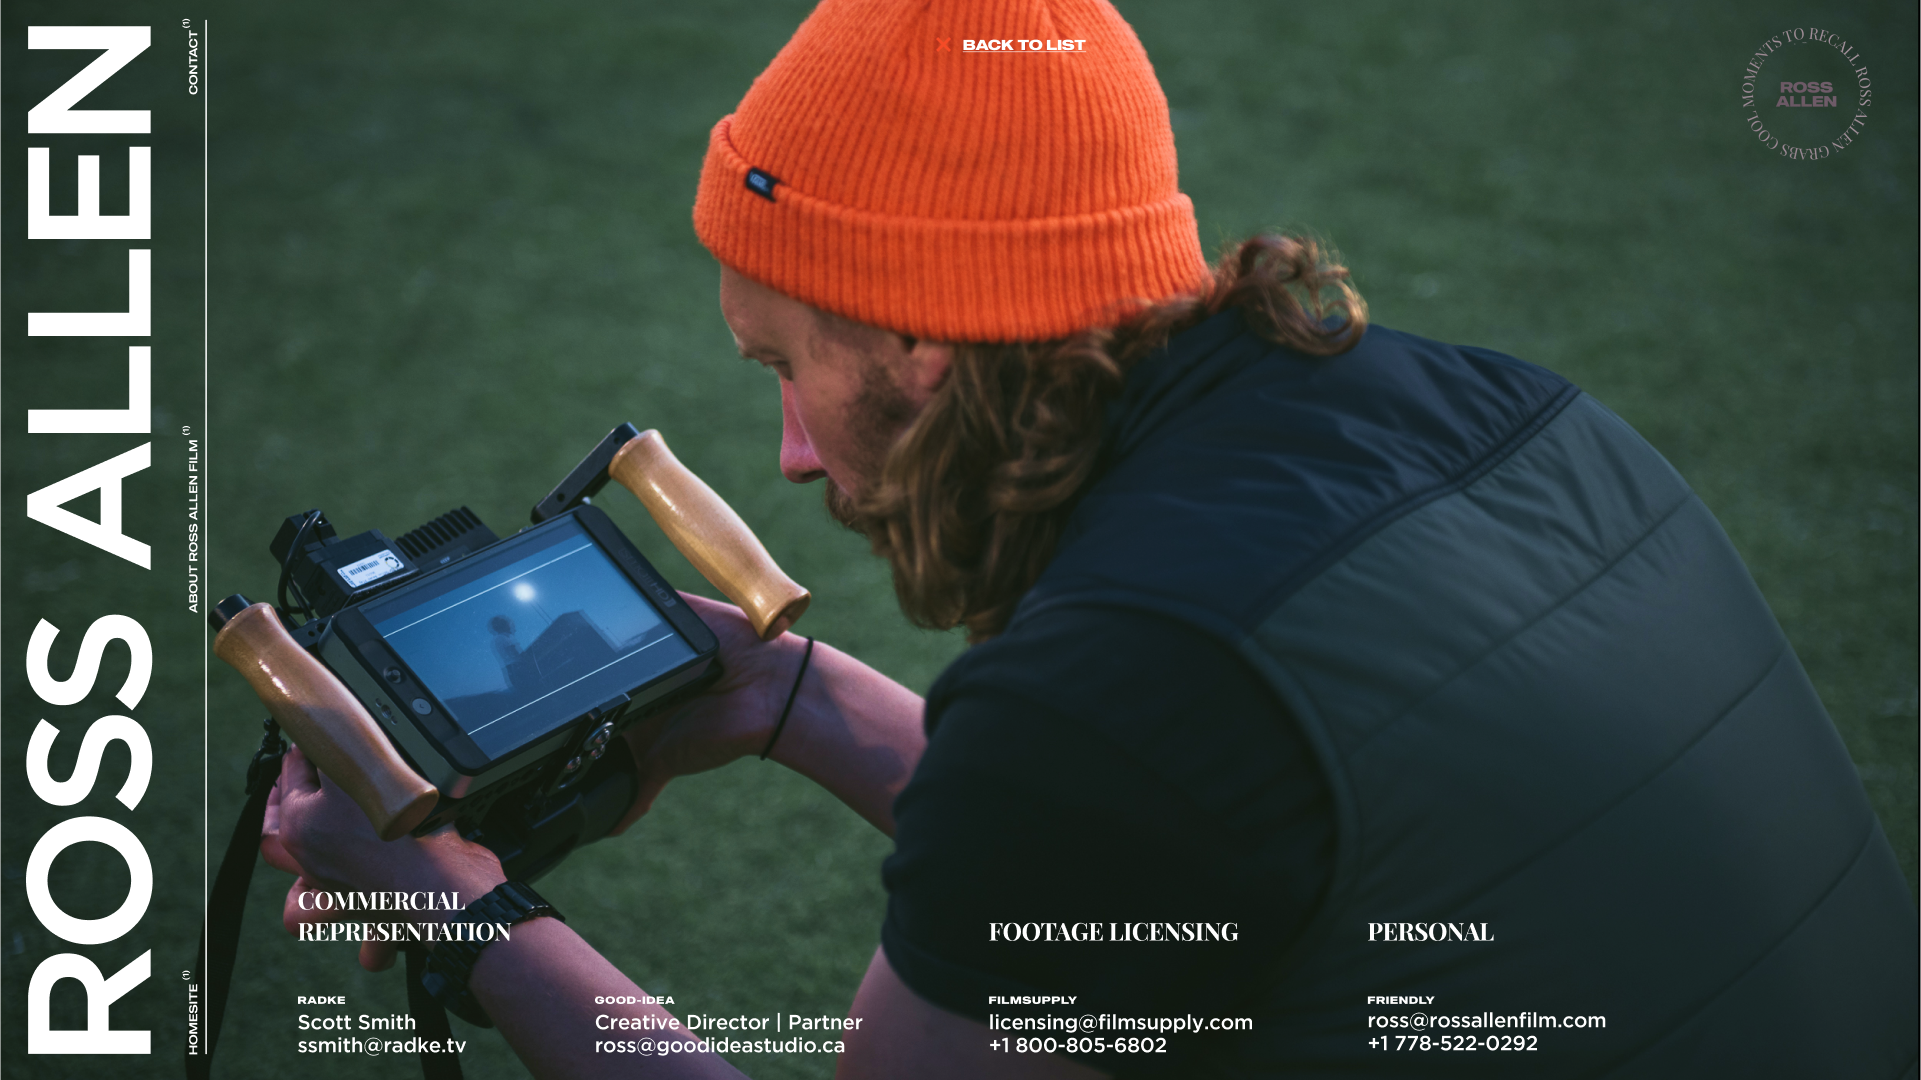 ROSS ALLEN
CONTACT (1)
ABOUT ROSS ALLEN FILM (1)
HOMESITE (1)
X BACK TO LIST
ROSS ALLEN GRABS COOL MOMENTS TO RECALL
ROSS
ALLEN
COMMERCIAL
REPRESENTATION
RADKE
Scott Smith
ssmith@radke.tv
GOOD-IDEA
Creative Director | Partner
ross@goodideastudio.ca
FOOTAGE LICENSING
FILMSUPPLY
licensing@filmsupply.com
+1 800-805-6802
PERSONAL
FRIENDLY
ross@rossallenfilm.com
+1 778-522-0292